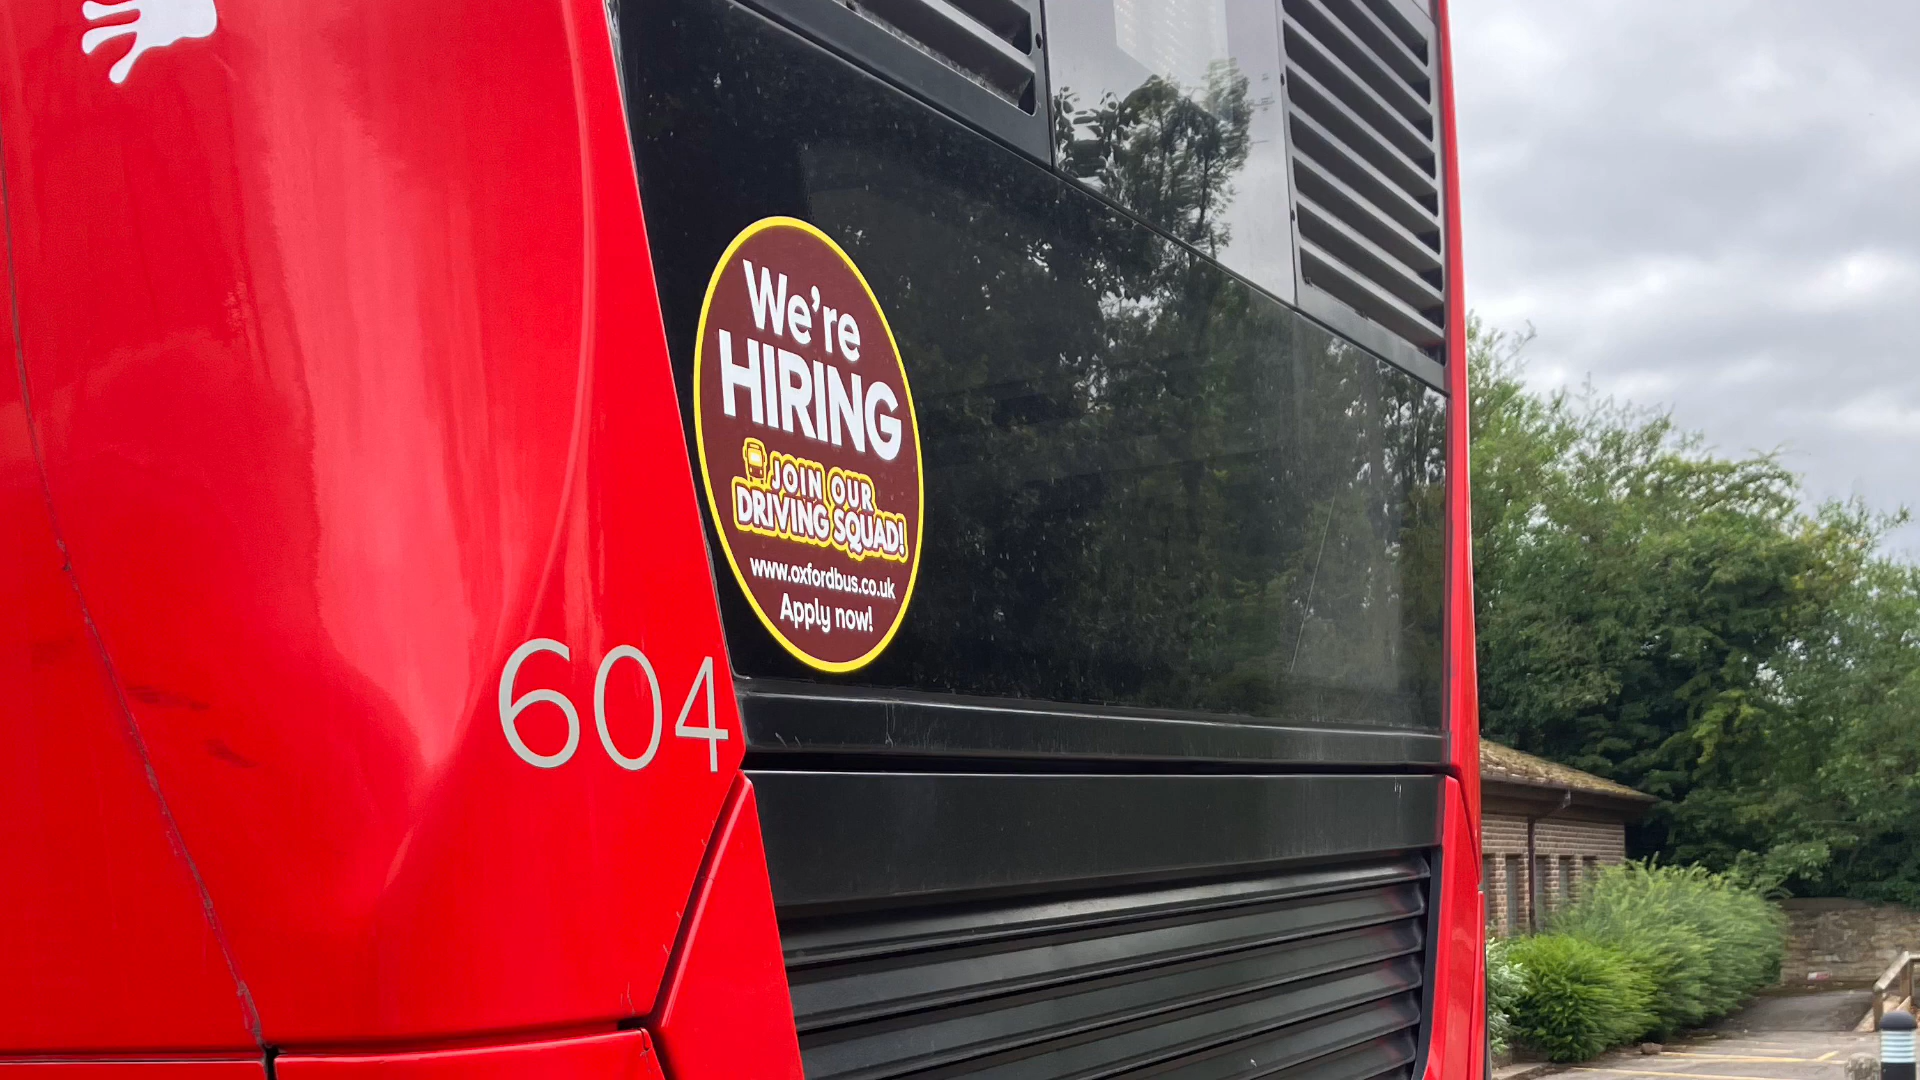 We're
HIRING
JOIN OUR
DRIVING SQUAD!
www.oxfordbus.co.uk
Apply now!
604